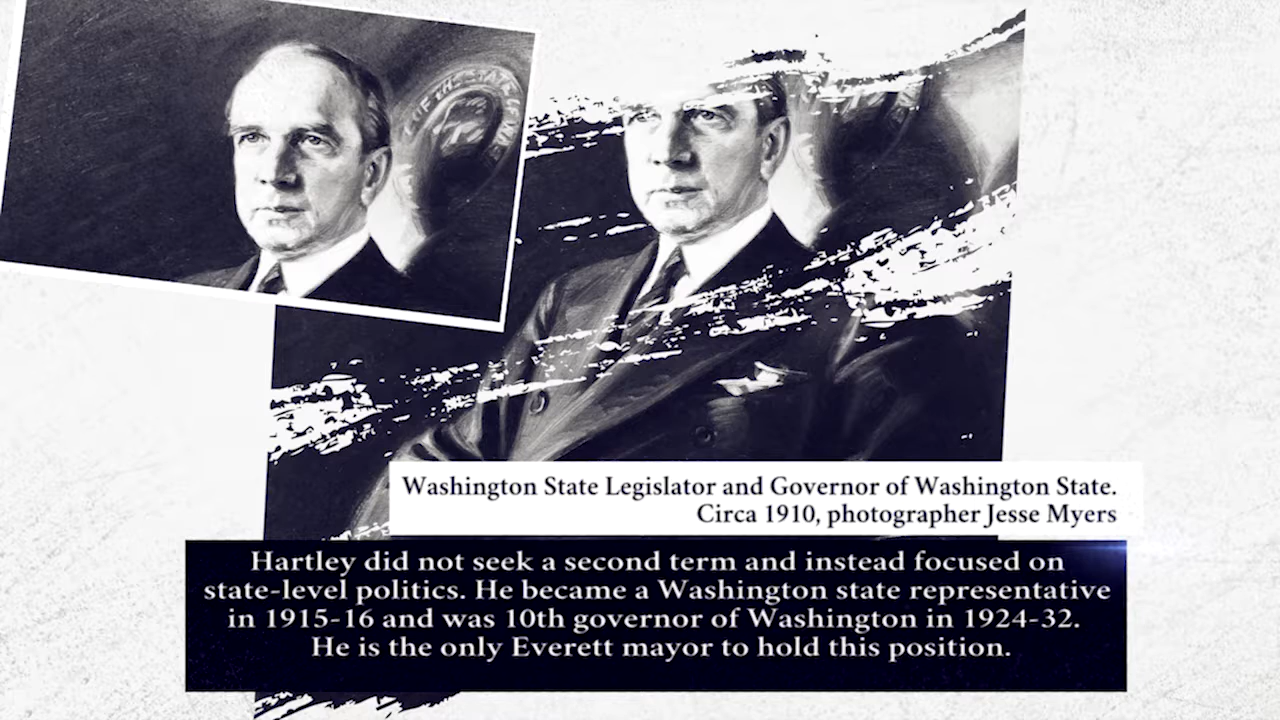 Washington State Legislator and Governor of Washington State.
Circa 1910, photographer Jesse Myers
Hartley did not seek a second term and instead focused on
state-level politics. He became a Washington state representative
in 1915-16 and was 10th governor of Washington in 1924-32.
He is the only Everett mayor to hold this position.